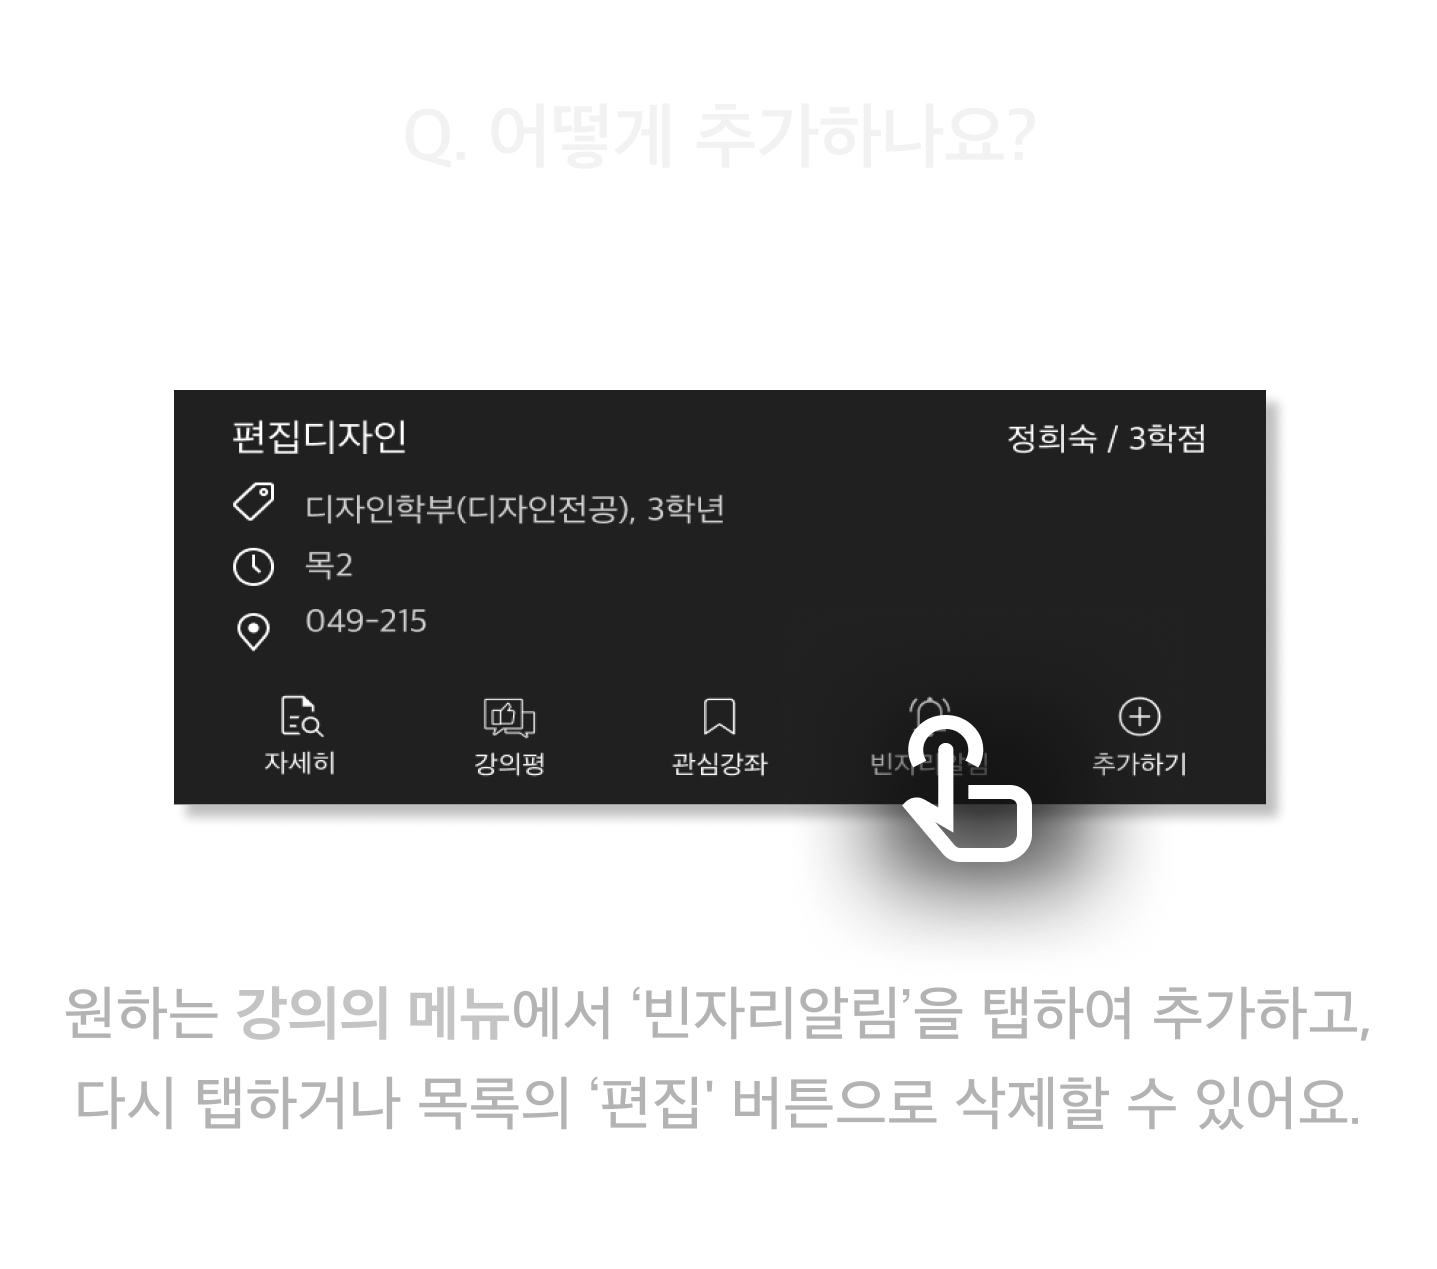 Q. 어떻게 추가하나요?
편집디자인
정희숙 / 3학점
디자인학부(디자인전공), 3학년
목2
049-215
자세히
강의평
관심강좌
빈자리알림
추가하기
원하는 강의의 메뉴에서 ‘빈자리알림’을 탭하여 추가하고,
다시 탭하거나 목록의 ‘편집' 버튼으로 삭제할 수 있어요.